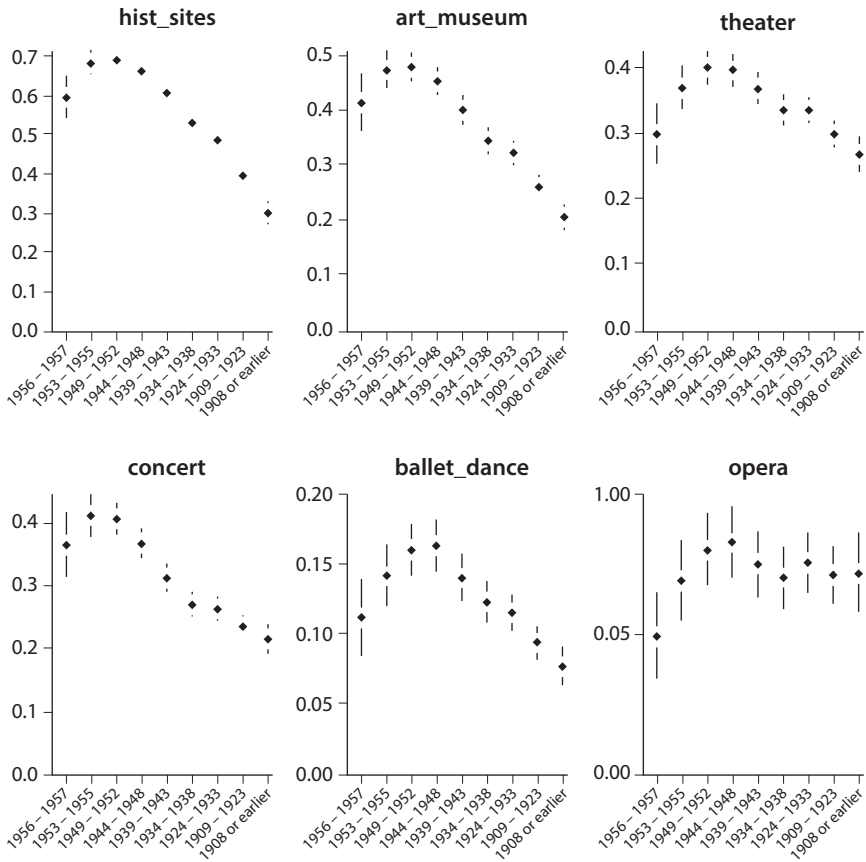 hist_sites
0.7
0.6
0.5
0.4
0.3
0.2
0.1
0.0
1956 – 1957
1953 – 1955
1949 – 1952
1944 – 1948
1939 – 1943
1934 – 1938
1924 – 1933
1909 – 1923
1908 or earlier
art_museum
0.5
0.4
0.3
0.2
0.1
0.0
1956 – 1957
1953 – 1955
1949 – 1952
1944 – 1948
1939 – 1943
1934 – 1938
1924 – 1933
1909 – 1923
1908 or earlier
theater
0.4
0.3
0.2
0.1
0.0
1956 – 1957
1953 – 1955
1949 – 1952
1944 – 1948
1939 – 1943
1934 – 1938
1924 – 1933
1909 – 1923
1908 or earlier
concert
0.4
0.3
0.2
0.1
0.0
1956 – 1957
1953 – 1955
1949 – 1952
1944 – 1948
1939 – 1943
1934 – 1938
1924 – 1933
1909 – 1923
1908 or earlier
ballet_dance
0.20
0.15
0.10
0.05
0.00
1956 – 1957
1953 – 1955
1949 – 1952
1944 – 1948
1939 – 1943
1934 – 1938
1924 – 1933
1909 – 1923
1908 or earlier
opera
1.00
0.05
0.00
1956 – 1957
1953 – 1955
1949 – 1952
1944 – 1948
1939 – 1943
1934 – 1938
1924 – 1933
1909 – 1923
1908 or earlier